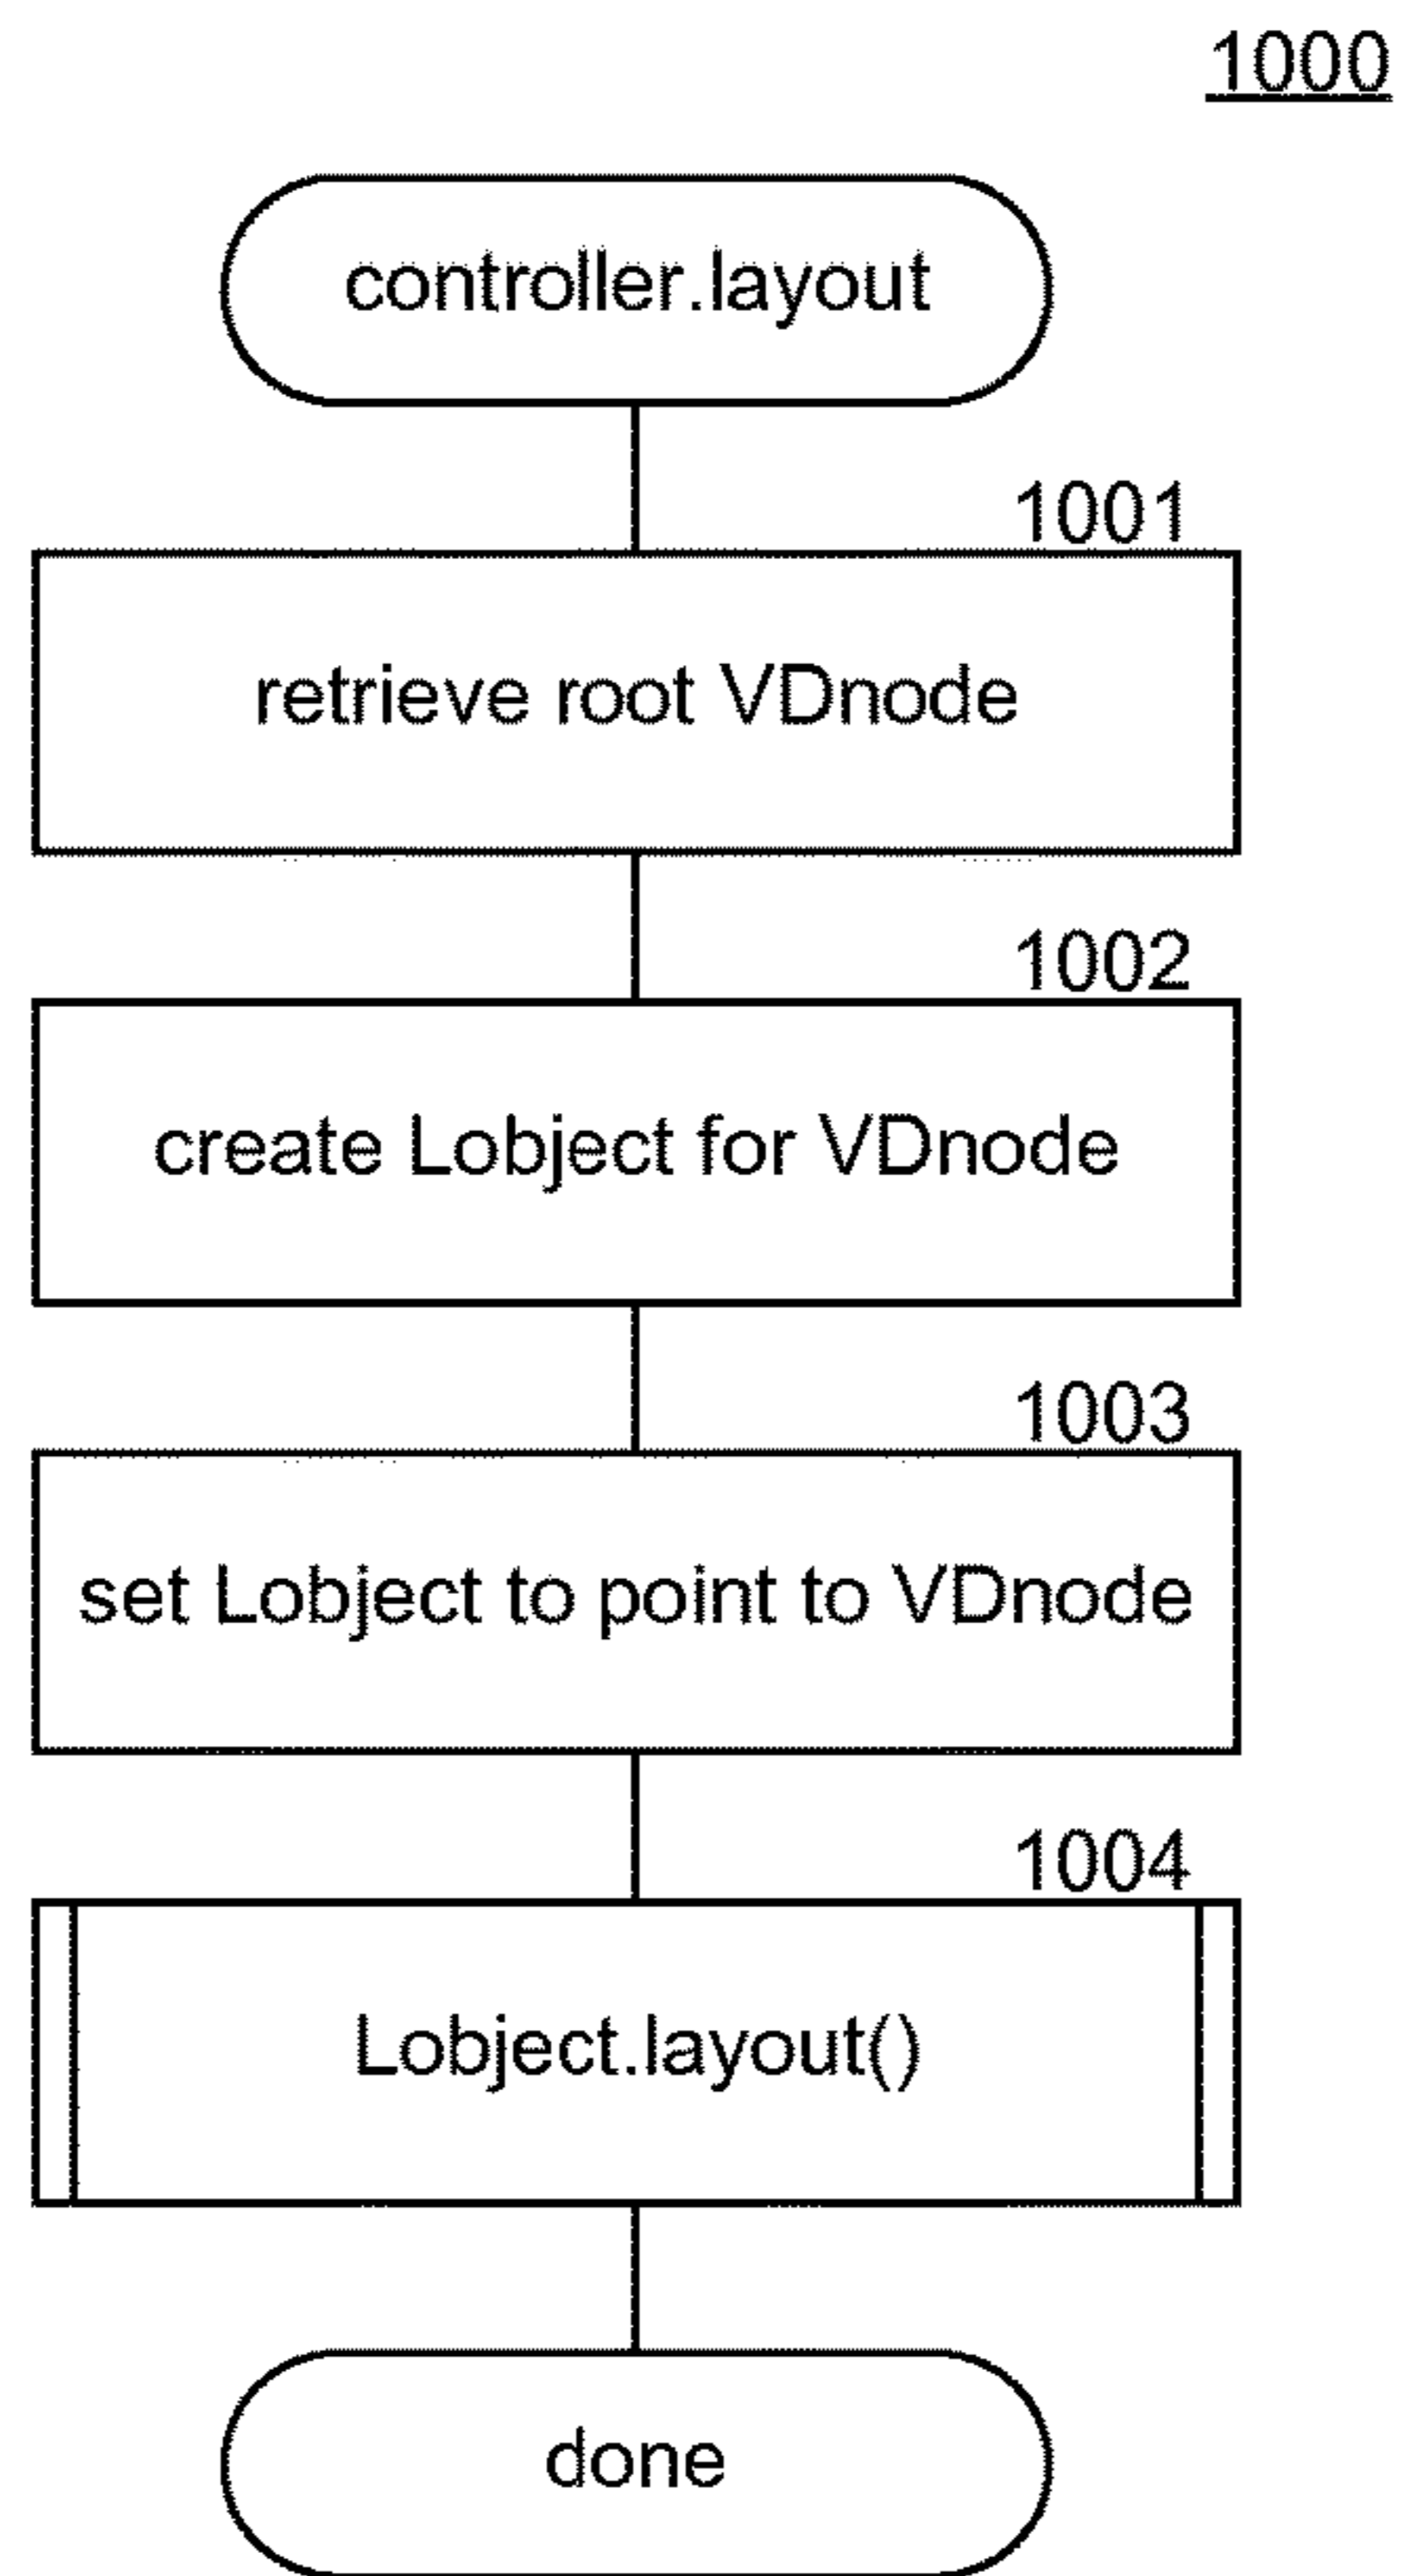 1000
controller.layout
1001
retrieve root VDnode
1002
create Lobject for VDnode
1003
set Lobject to point to VDnode
1004
Lobject.layout()
done